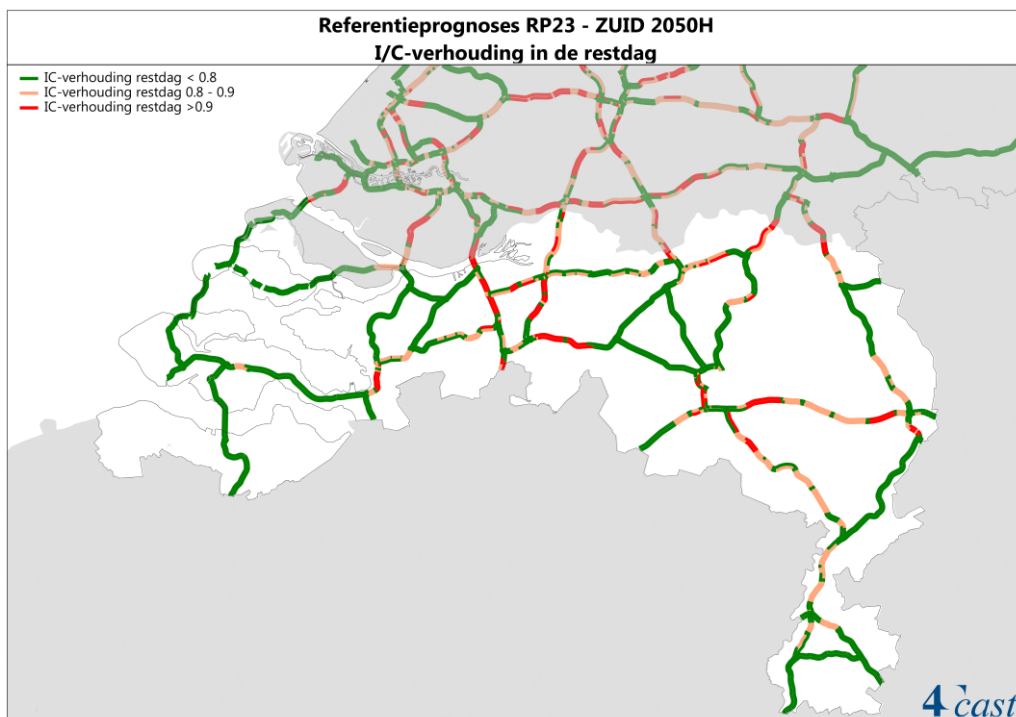 Referentieprognoses RP23 - ZUID 2050H
I/C-verhouding in de restdag
IC-verhouding restdag < 0.8
IC-verhouding restdag 0.8 - 0.9
IC-verhouding restdag >0.9
4cast